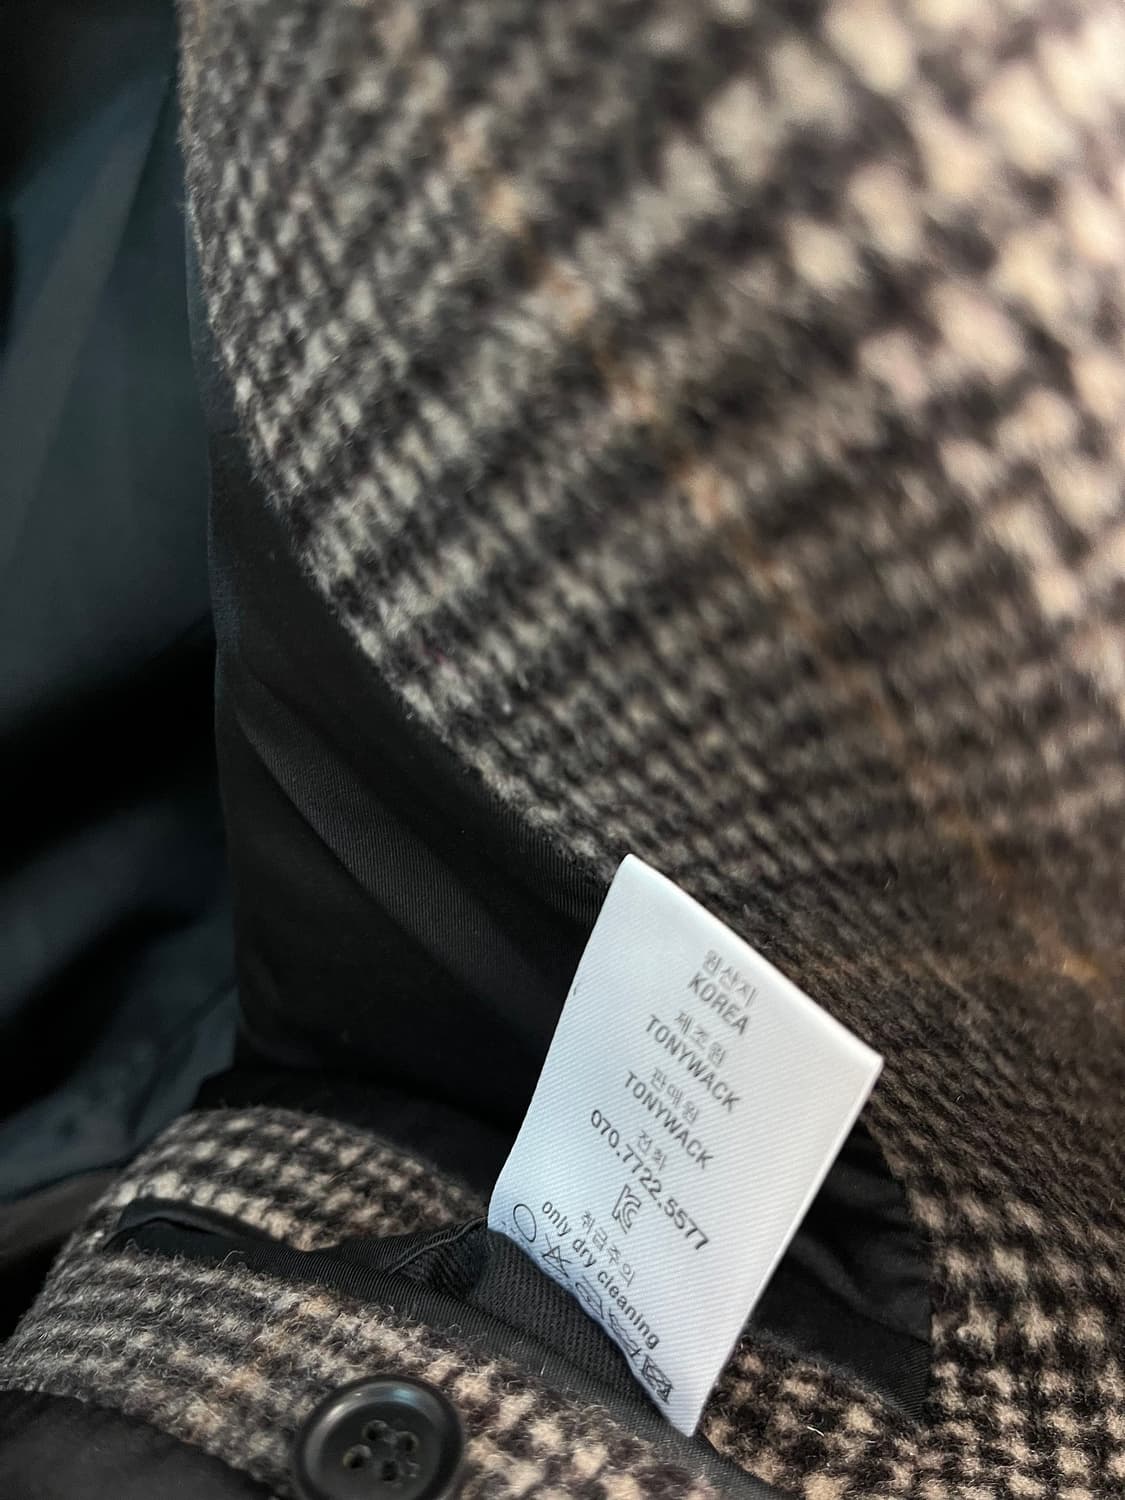 원산지
KOREA
제조원
TONYWACK
판매원
TONYWACK
전화
070.7722.5577
취급주의
only dry cleaning